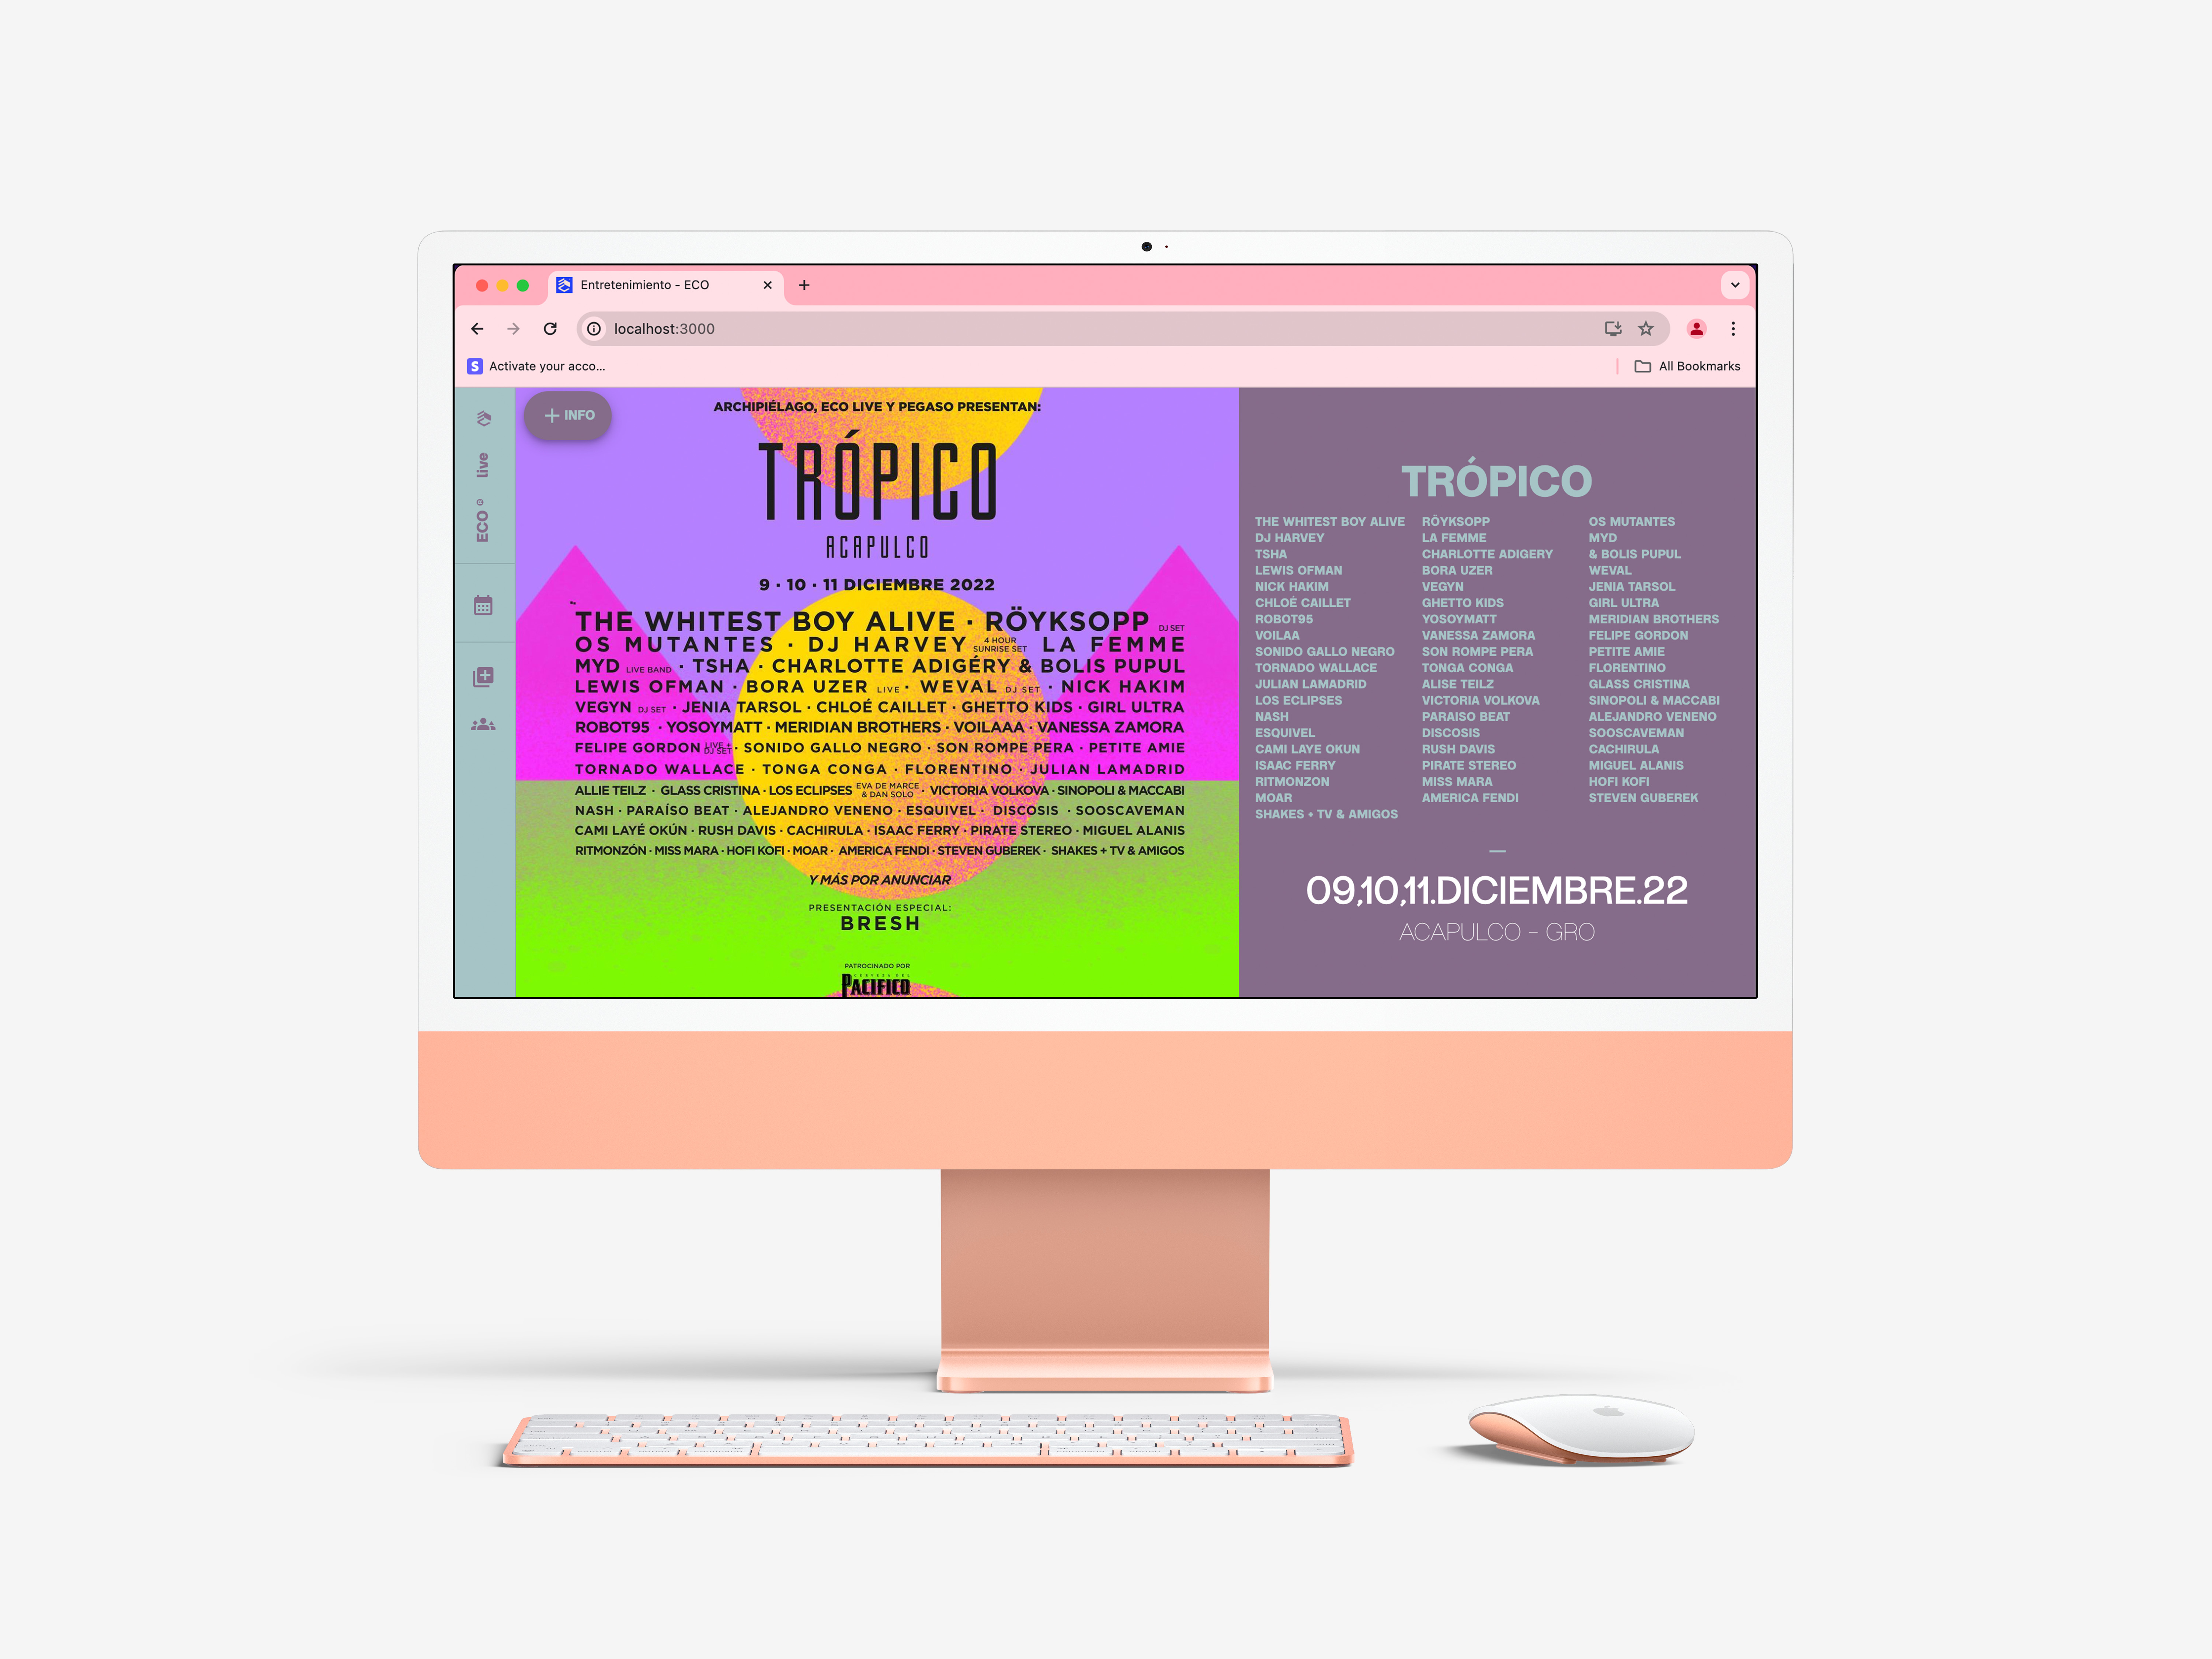 Entretenimiento - ECO
localhost:3000
Activate your acco...
All Bookmarks
live
ECO
INFO
ARCHIPIÉLAGO, ECO LIVE Y PEGASO PRESENTAN:
TRÓPICO
ACAPULCO
9 · 10 · 11 DICIEMBRE 2022
THE WHITEST BOY ALIVE · RÖYKSOPP DJ SET
OS MUTANTES · DJ HARVEY 4 HOUR SUNRISE SET LA FEMME
MYD LIVE BAND · TSHA · CHARLOTTE ADIGÉRY & BOLIS PUPUL
LEWIS OFMAN · BORA UZER LIVE · WEVAL DJ SET · NICK HAKIM
VEGYN DJ SET · JENIA TARSOL · CHLOÉ CAILLET · GHETTO KIDS · GIRL ULTRA
ROBOT95 · YOSOYMATT · MERIDIAN BROTHERS · VOILAAA · VANESSA ZAMORA
FELIPE GORDON LIVE + DJ SET · SONIDO GALLO NEGRO · SON ROMPE PERA · PETITE AMIE
TORNADO WALLACE · TONGA CONGA · FLORENTINO · JULIAN LAMADRID
ALLIE TEILZ · GLASS CRISTINA · LOS ECLIPSES EVA DE MARCE & DAN SOLO · VICTORIA VOLKOVA · SINOPOLI & MACCABI
NASH · PARAÍSO BEAT · ALEJANDRO VENENO · ESQUIVEL · DISCOSIS · SOOSCAVEMAN
CAMI LAYÉ OKÚN · RUSH DAVIS · CACHIRULA · ISAAC FERRY · PIRATE STEREO · MIGUEL ALANIS
RITMONZÓN · MISS MARA · HOFI KOFI · MOAR · AMERICA FENDI · STEVEN GUBEREK · SHAKES + TV & AMIGOS
Y MÁS POR ANUNCIAR
PRESENTACIÓN ESPECIAL:
BRESH
PATROCINADO POR
CERVEZA DEL
PACIFICO
TRÓPICO
THE WHITEST BOY ALIVE RÖYKSOPP OS MUTANTES
DJ HARVEY LA FEMME MYD
TSHA CHARLOTTE ADIGERY & BOLIS PUPUL
LEWIS OFMAN BORA UZER WEVAL
NICK HAKIM VEGYN JENIA TARSOL
CHLOÉ CAILLET GHETTO KIDS GIRL ULTRA
ROBOT95 YOSOYMATT MERIDIAN BROTHERS
VOILAA VANESSA ZAMORA FELIPE GORDON
SONIDO GALLO NEGRO SON ROMPE PERA PETITE AMIE
TORNADO WALLACE TONGA CONGA FLORENTINO
JULIAN LAMADRID ALISE TEILZ GLASS CRISTINA
LOS ECLIPSES VICTORIA VOLKOVA SINOPOLI & MACCABI
NASH PARAISO BEAT ALEJANDRO VENENO
ESQUIVEL DISCOSIS SOOSCAVEMAN
CAMI LAYE OKUN RUSH DAVIS CACHIRULA
ISAAC FERRY PIRATE STEREO MIGUEL ALANIS
RITMONZON MISS MARA HOFI KOFI
MOAR AMERICA FENDI STEVEN GUBEREK
SHAKES + TV & AMIGOS
09,10,11.DICIEMBRE.22
ACAPULCO - GRO